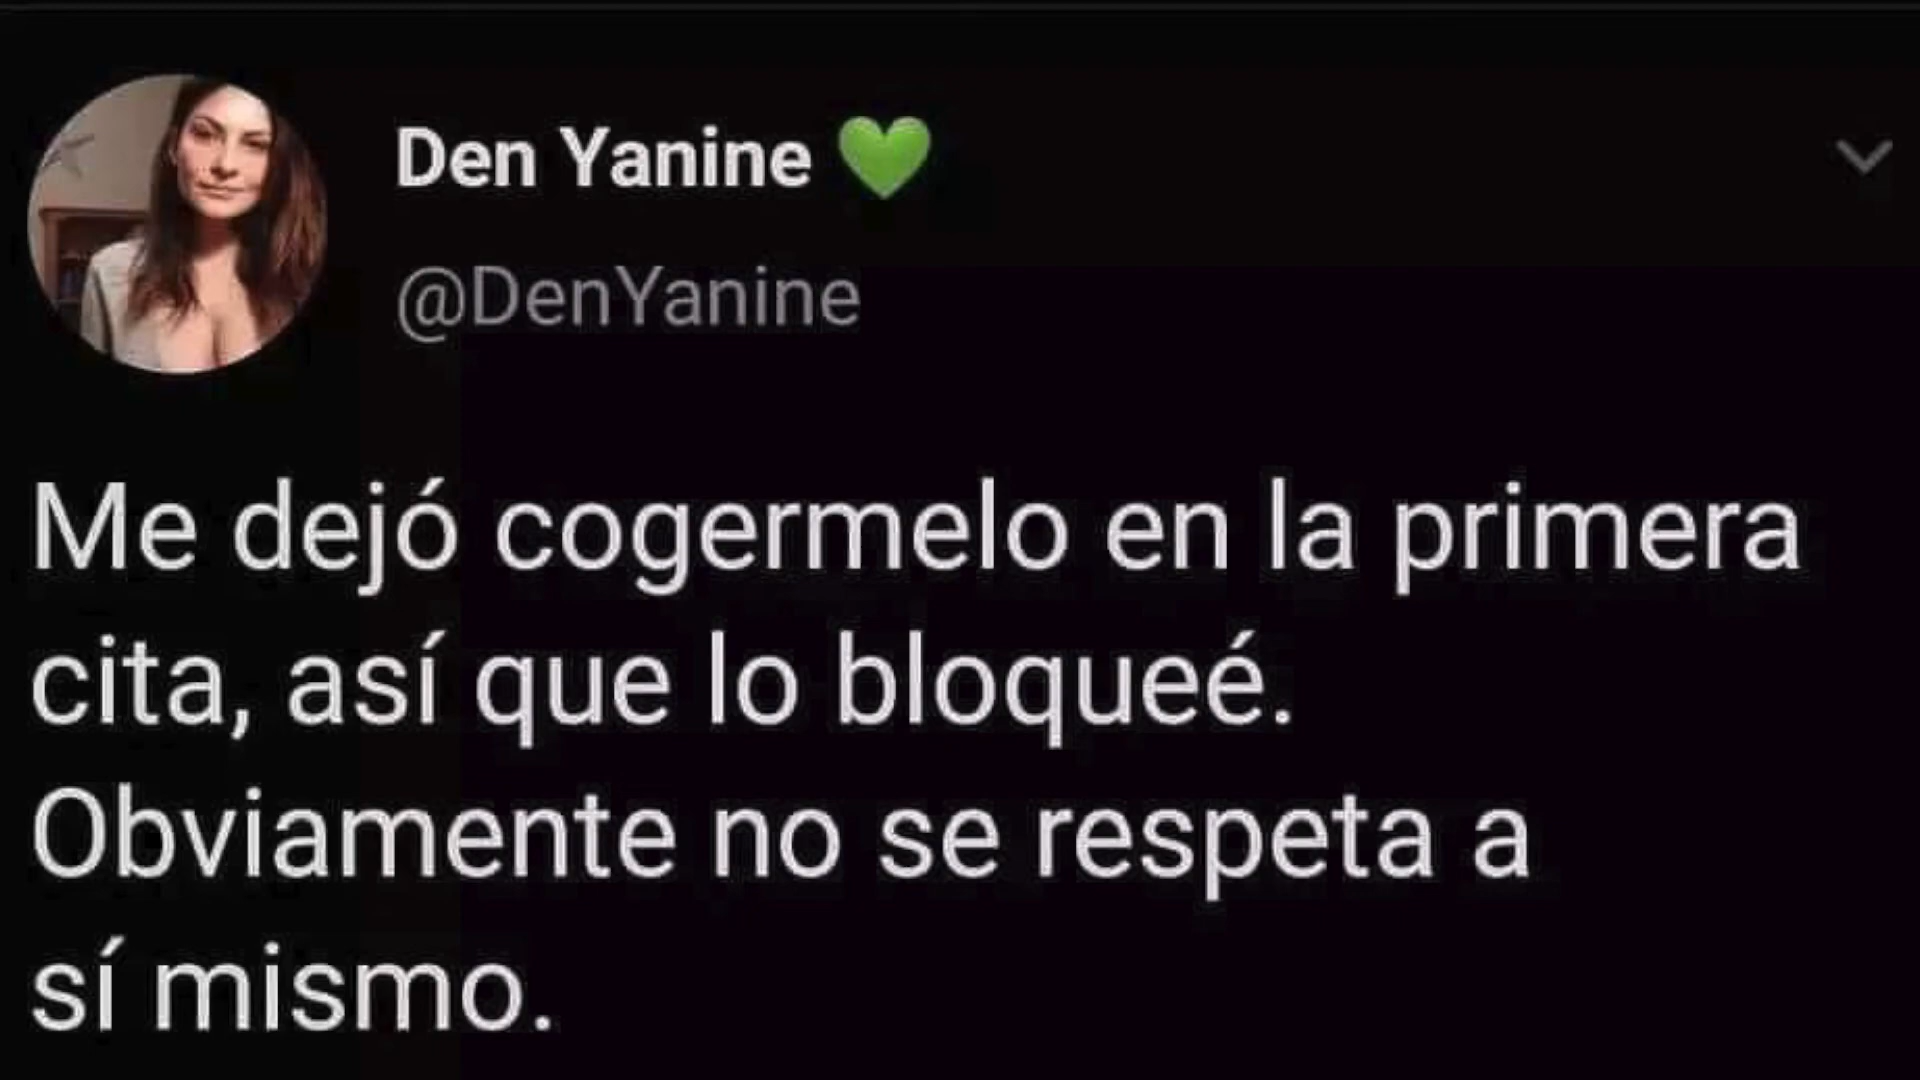 Den Yanine 💚
@DenYanine
Me dejó cogermelo en la primera
cita, así que lo bloqueé.
Obviamente no se respeta a
sí mismo.